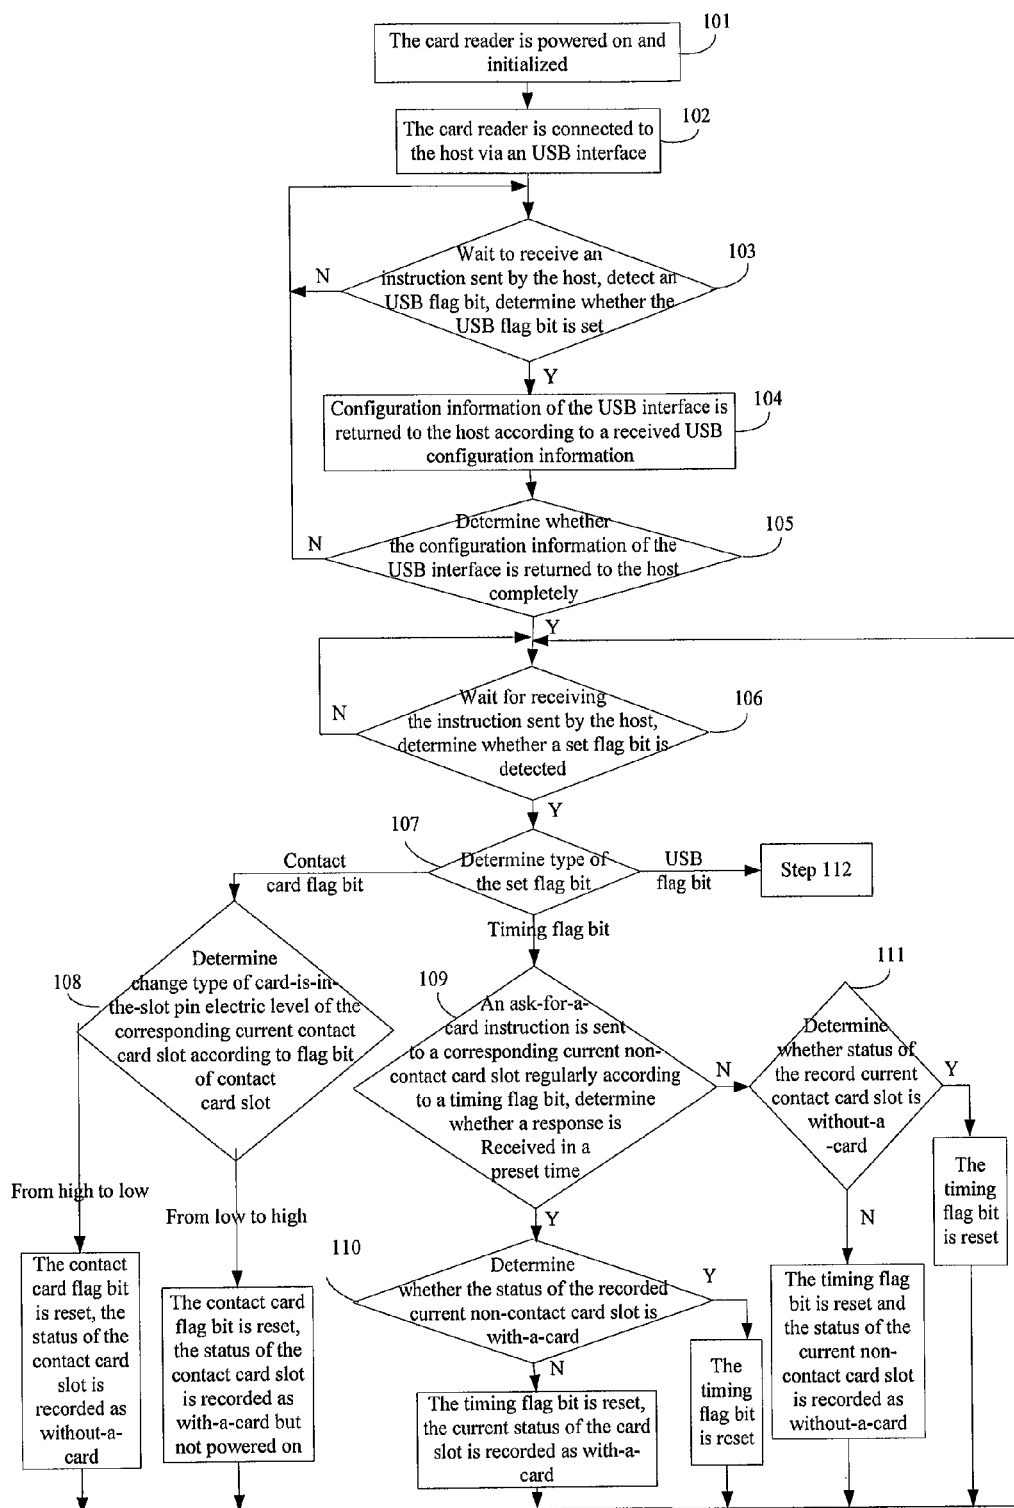 101
The card reader is powered on and
initialized
102
The card reader is connected to
the host via an USB interface
103
Wait to receive an
instruction sent by the host, detect an
USB flag bit, determine whether the
USB flag bit is set
N
Y
104
Configuration information of the USB interface is
returned to the host according to a received USB
configuration information
105
Determine whether
the configuration information of the
USB interface is returned to the host
completely
N
Y
106
Wait for receiving
the instruction sent by the host,
determine whether a set flag bit is
detected
N
Y
107
Determine type of
the set flag bit
Contact
card flag bit
USB
flag bit
Step 112
Timing flag bit
108
Determine
change type of card-is-in-
the-slot pin electric level of the
corresponding current contact
card slot according to flag bit
of contact
card slot
109
An ask-for-a-
card instruction is sent
to a corresponding current non-
contact card slot regularly according
to a timing flag bit, determine
whether a response is
Received in a
preset time
N
111
Determine
whether status of
the record current
contact card slot is
without-a
-card
Y
From high to low
From low to high
Y
N
The
timing
flag bit
is reset
110
Determine
whether the status of the recorded
current non-contact card slot is
with-a-card
Y
N
The contact
card flag bit
is reset, the
status of the
contact card
slot is
recorded as
without-a-
card
The contact card
flag bit is reset,
the status of the
contact card slot
is recorded as
with-a-card but
not powered on
The timing flag bit is reset,
the current status of the card
slot is recorded as with-a-
card
The
timing
flag bit
is reset
The timing flag
bit is reset and
the status of the
current non-
contact card slot
is recorded as
without-a-card